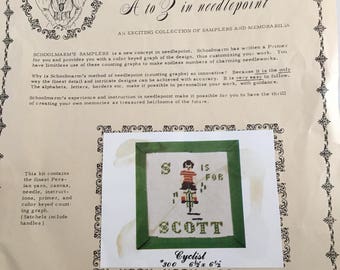 A to Z in needlepoint
AN EXCITING COLLECTION OF SAMPLERS AND MEMORABILIA
SCHOOLMARM'S SAMPLERS is a new concept in needlepoint. Schoolmarm has written a Primer
for you and provides you with a color keyed graph of the design, thus customizing your work. You
have limitless use of these counting graphs to make endless numbers of charming needleworks.
Why is Schoolmarm's method of needlepoint (counting graphs) an innovation? Because it is the only
way the finest detail and intricate designs can be achieved with accuracy. It is very easy to follow.
The alphabets, letters, borders etc. make it possible to personalize your work, with guidance.
Schoolmarm's experience and instruction in needlepoint make it possible for you to have the thrill
of creating your own memories as treasured heirlooms of the future.
This kit contains
the finest Per-
sian yarn, canvas,
needle, instruc-
tions, primer, and
color keyed count
ing graph.
(Satchels include
handles)
S IS FOR
SCOTT
Cyclist
#300 6½ x 6½